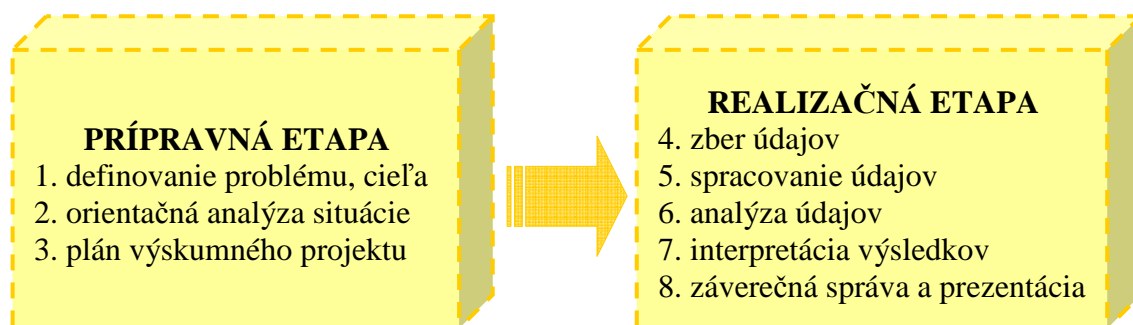 PRÍPRAVNÁ ETAPA
1. definovanie problému, cieľa
2. orientačná analýza situácie
3. plán výskumného projektu
REALIZAČNÁ ETAPA
4. zber údajov
5. spracovanie údajov
6. analýza údajov
7. interpretácia výsledkov
8. záverečná správa a prezentácia